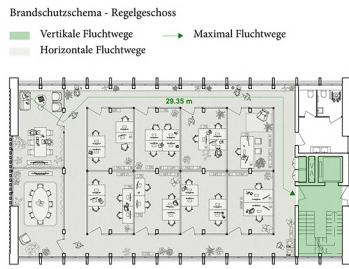 Brandschutzschema - Regelgeschoss
Vertikale Fluchtwege
Maximal Fluchtwege
Horizontale Fluchtwege
29.35 m